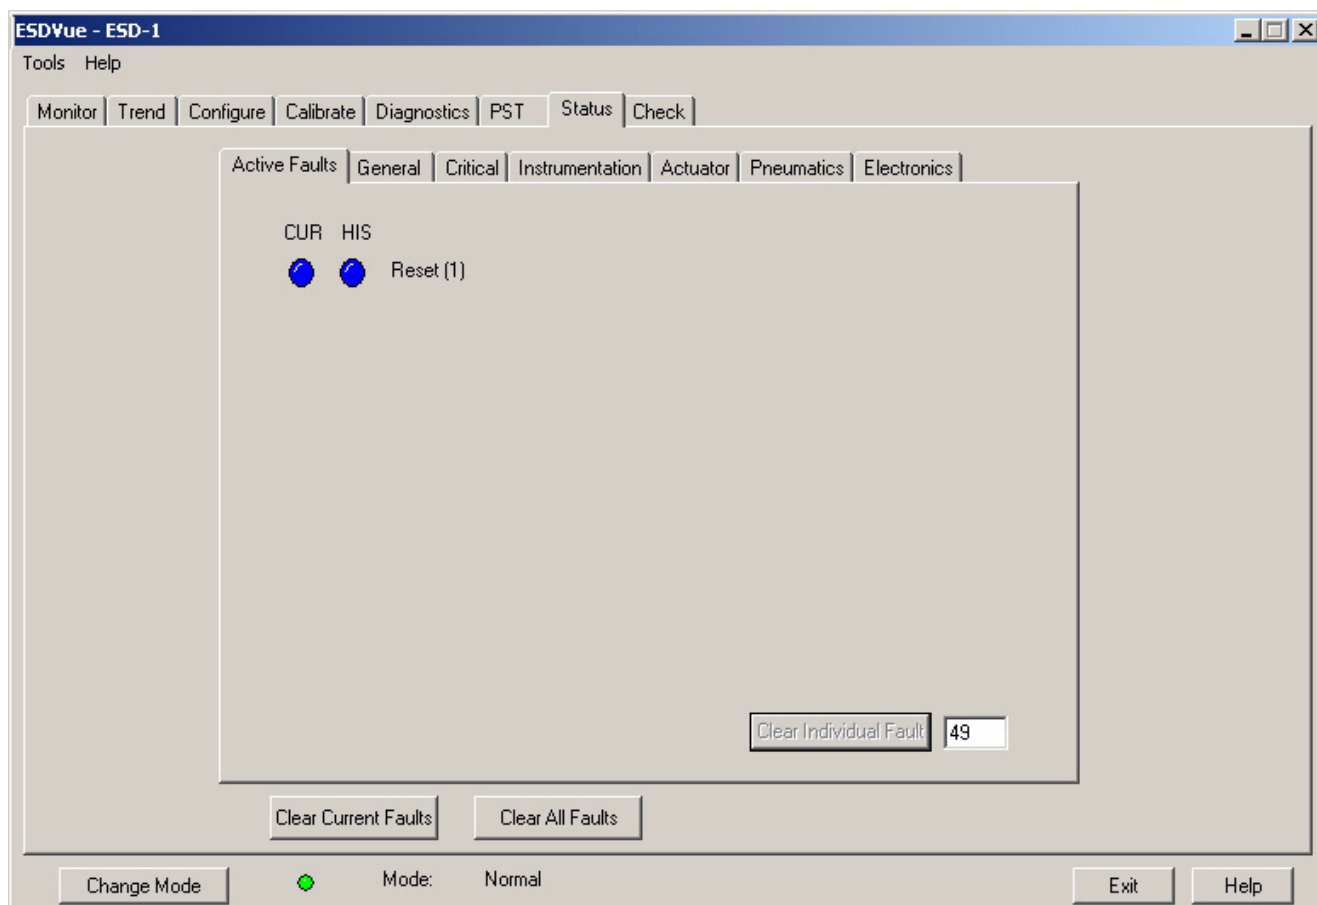 ESDVue - ESD-1
Tools Help
Monitor Trend Configure Calibrate Diagnostics PST Status Check
Active Faults General Critical Instrumentation Actuator Pneumatics Electronics
CUR HIS
Reset (1)
Clear Individual Fault 49
Clear Current Faults Clear All Faults
Change Mode Mode: Normal Exit Help